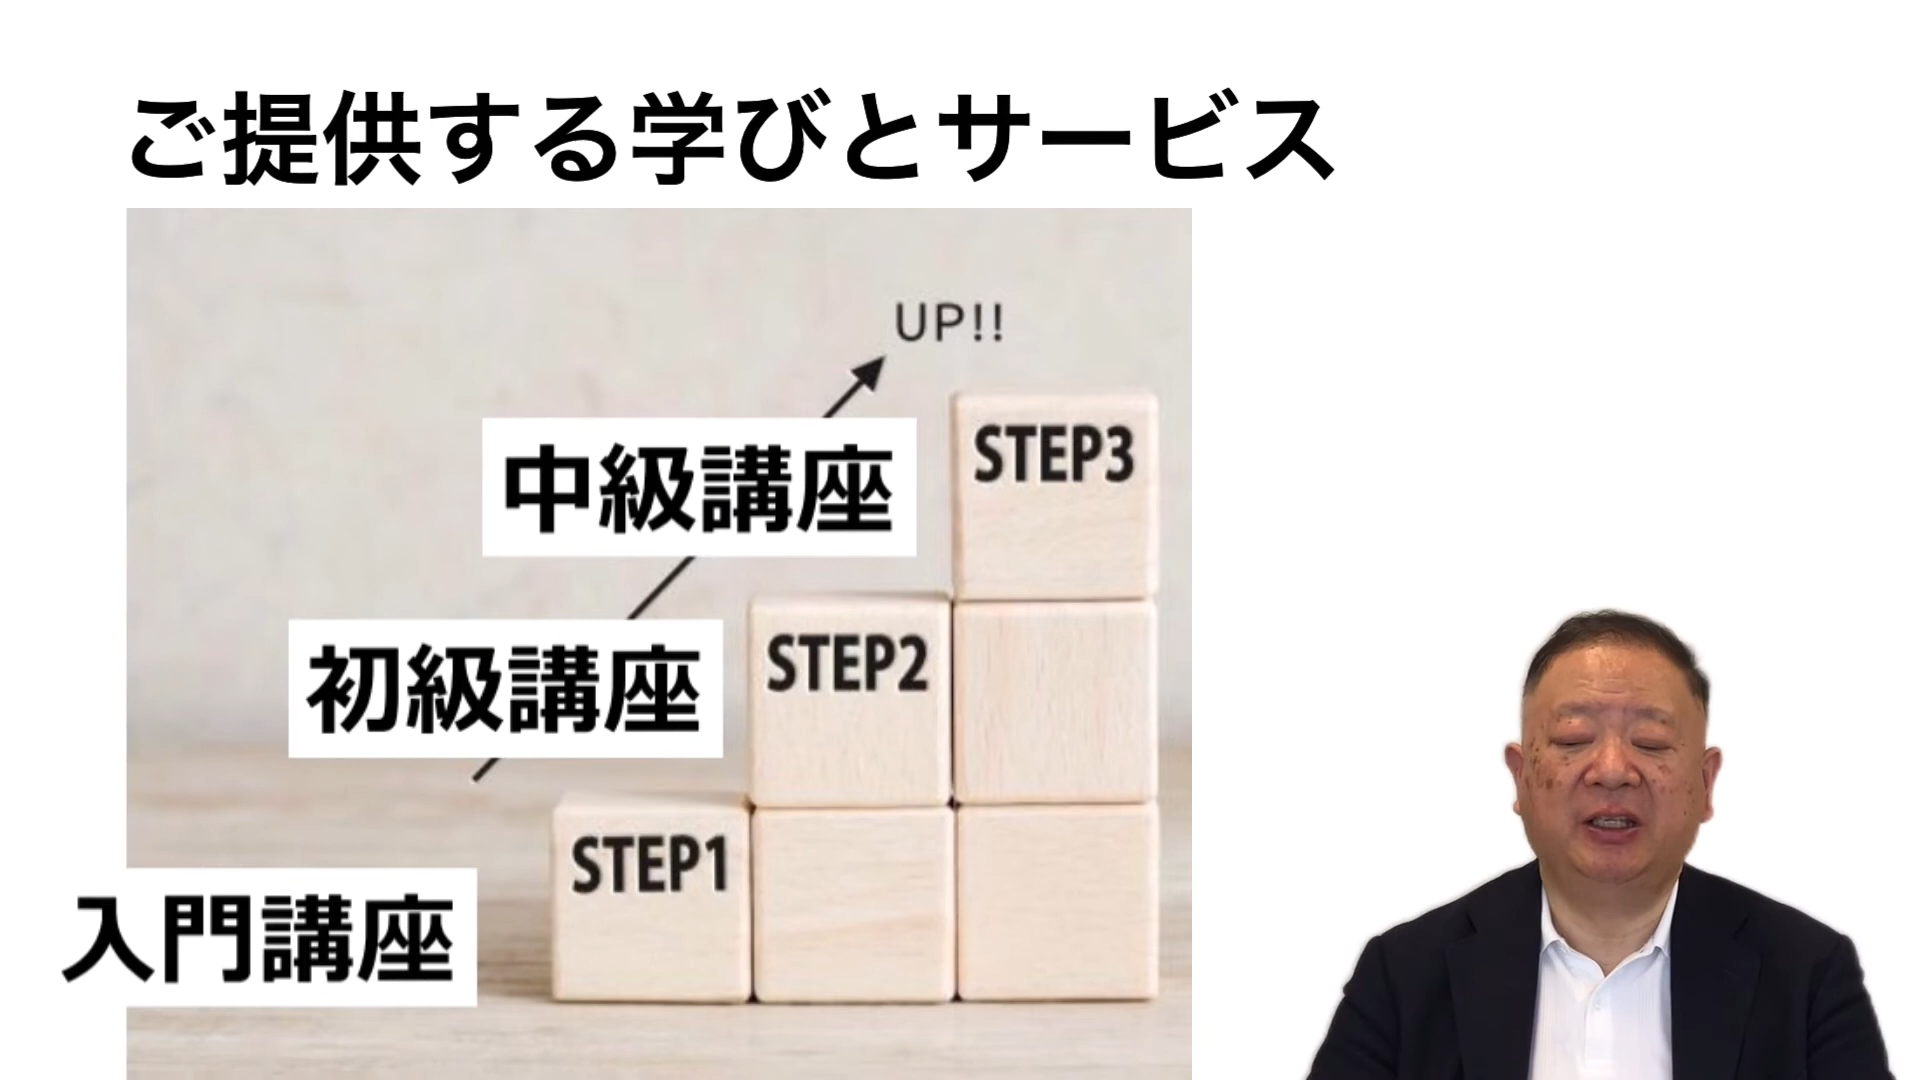 ご提供する学びとサービス
UP!!
中級講座
STEP3
初級講座
STEP2
入門講座
STEP1